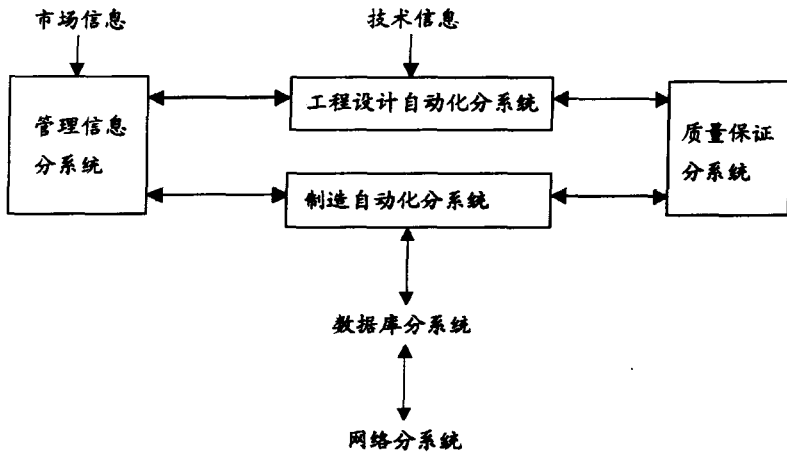 市场信息
技术信息
管理信息
分系统
工程设计自动化分系统
质量保证
分系统
制造自动化分系统
数据库分系统
网络分系统